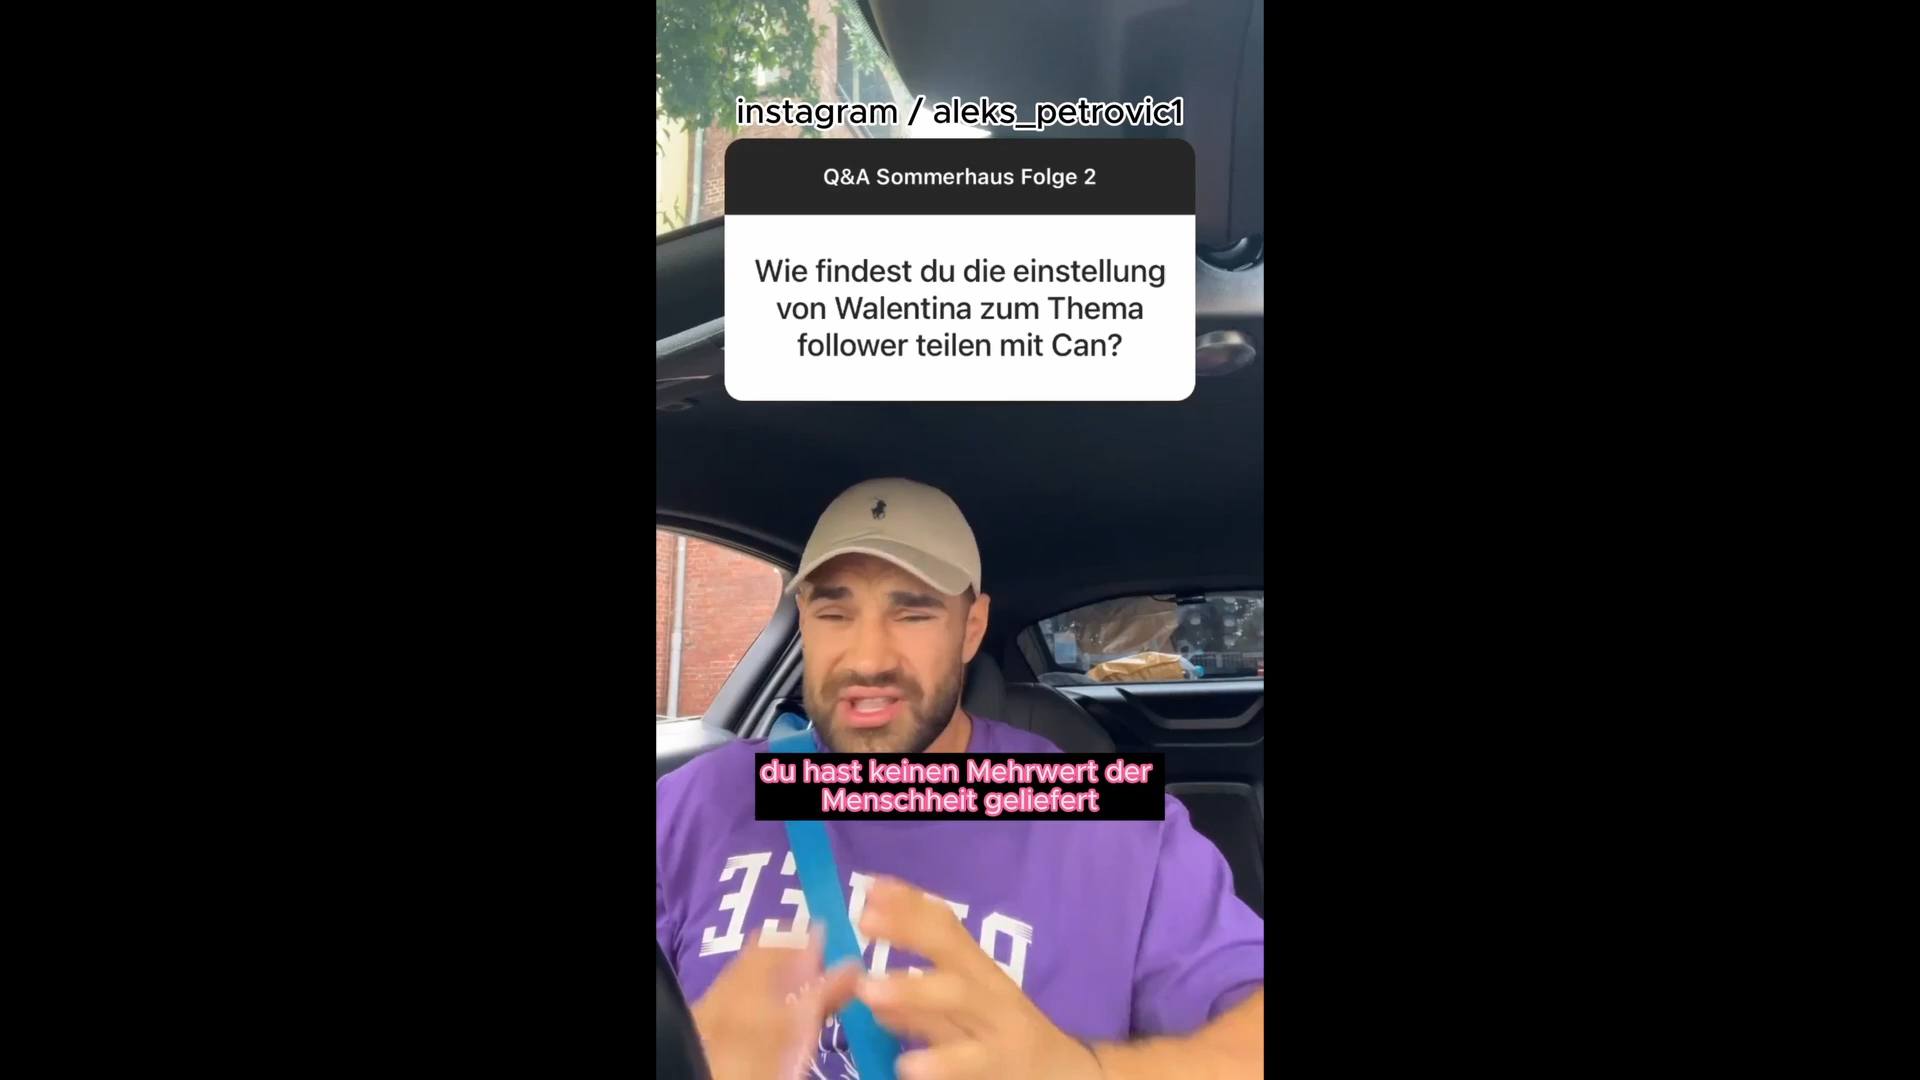 instagram / aleks_petrovic1
Q&A Sommerhaus Folge 2
Wie findest du die einstellung
von Walentina zum Thema
follower teilen mit Can?
du hast keinen Mehrwert der
Menschheit geliefert